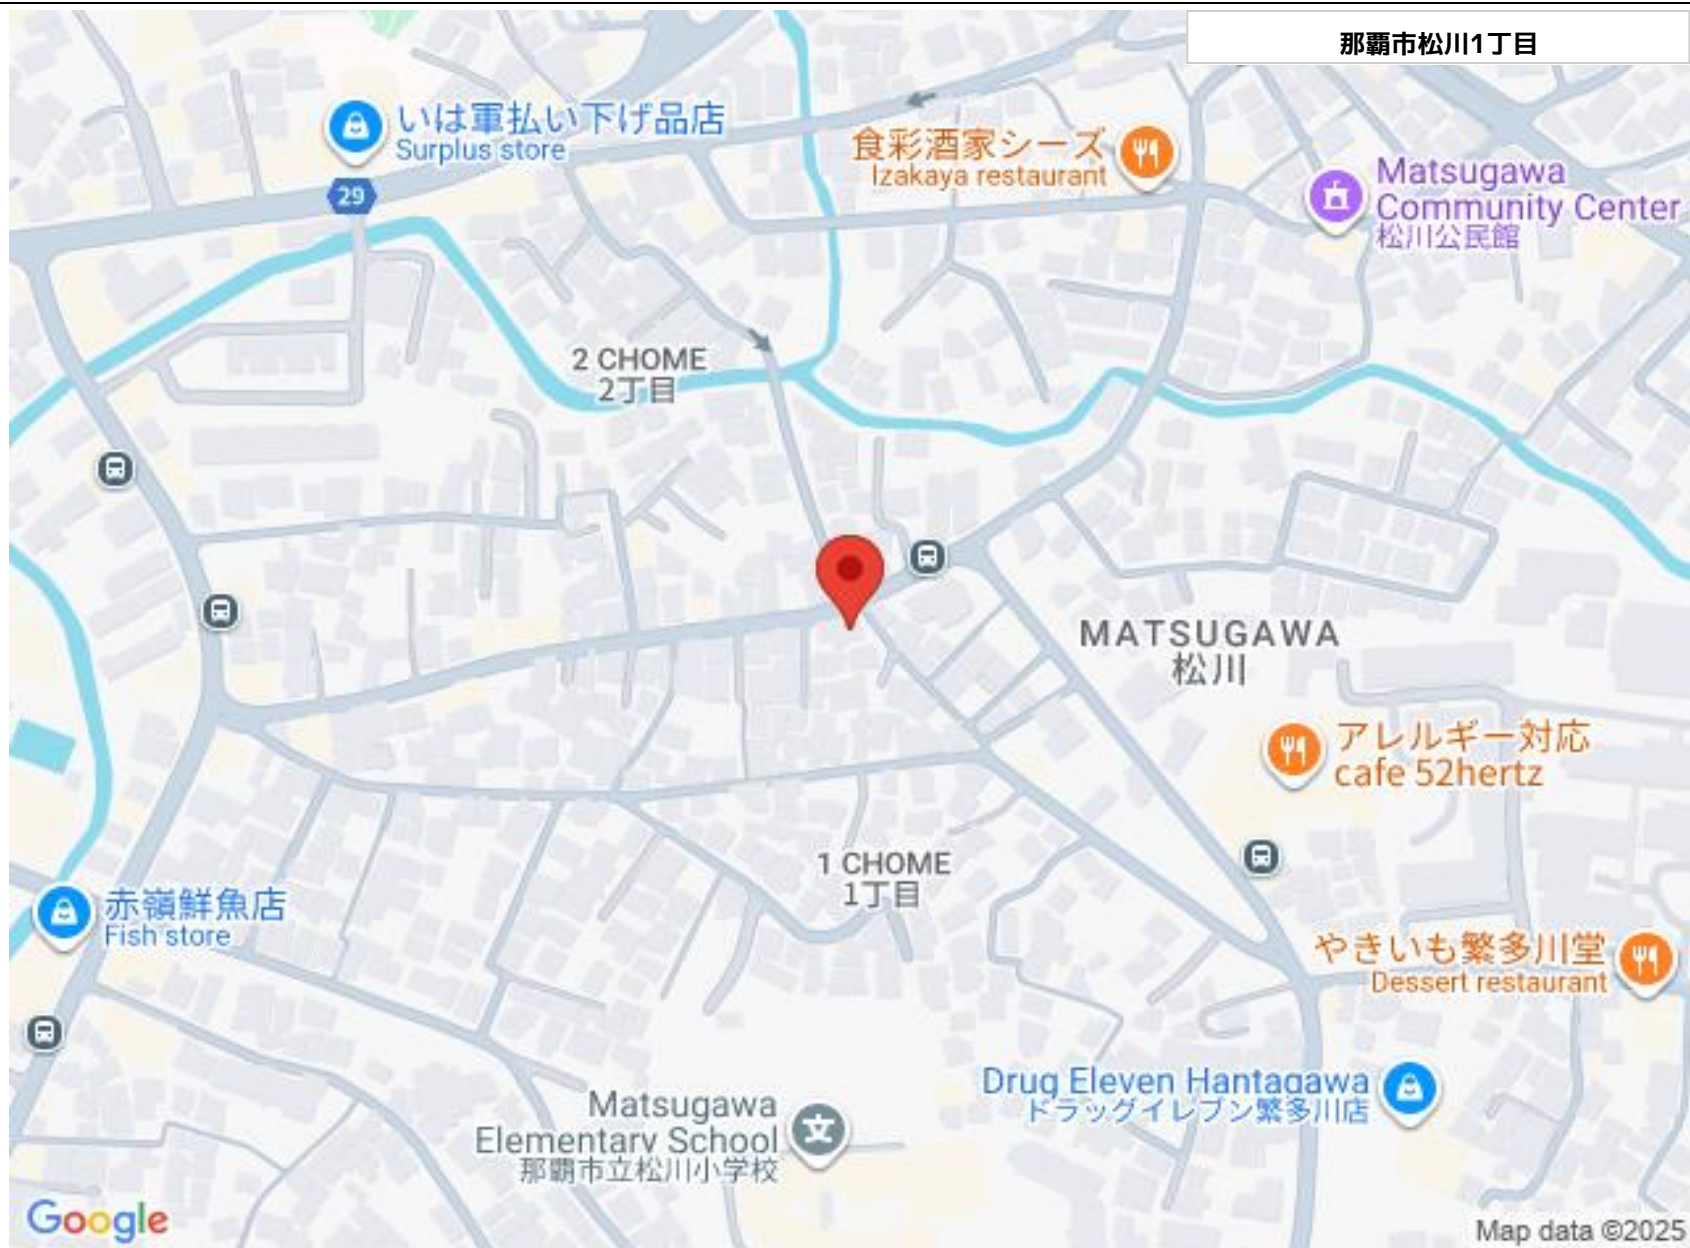 那覇市松川1丁目
いは軍払い下げ品店
Surplus store
29
食彩酒家シーズ
Izakaya restaurant
Matsugawa
Community Center
松川公民館
2 CHOME
2丁目
MATSUGAWA
松川
アレルギー対応
cafe 52hertz
1 CHOME
1丁目
赤嶺鮮魚店
Fish store
やきいも繁多川堂
Dessert restaurant
Drug Eleven Hantagawa
ドラッグイレブン繁多川店
Matsugawa
Elementary School
那覇市立松川小学校
文
Google
Map data ©2025